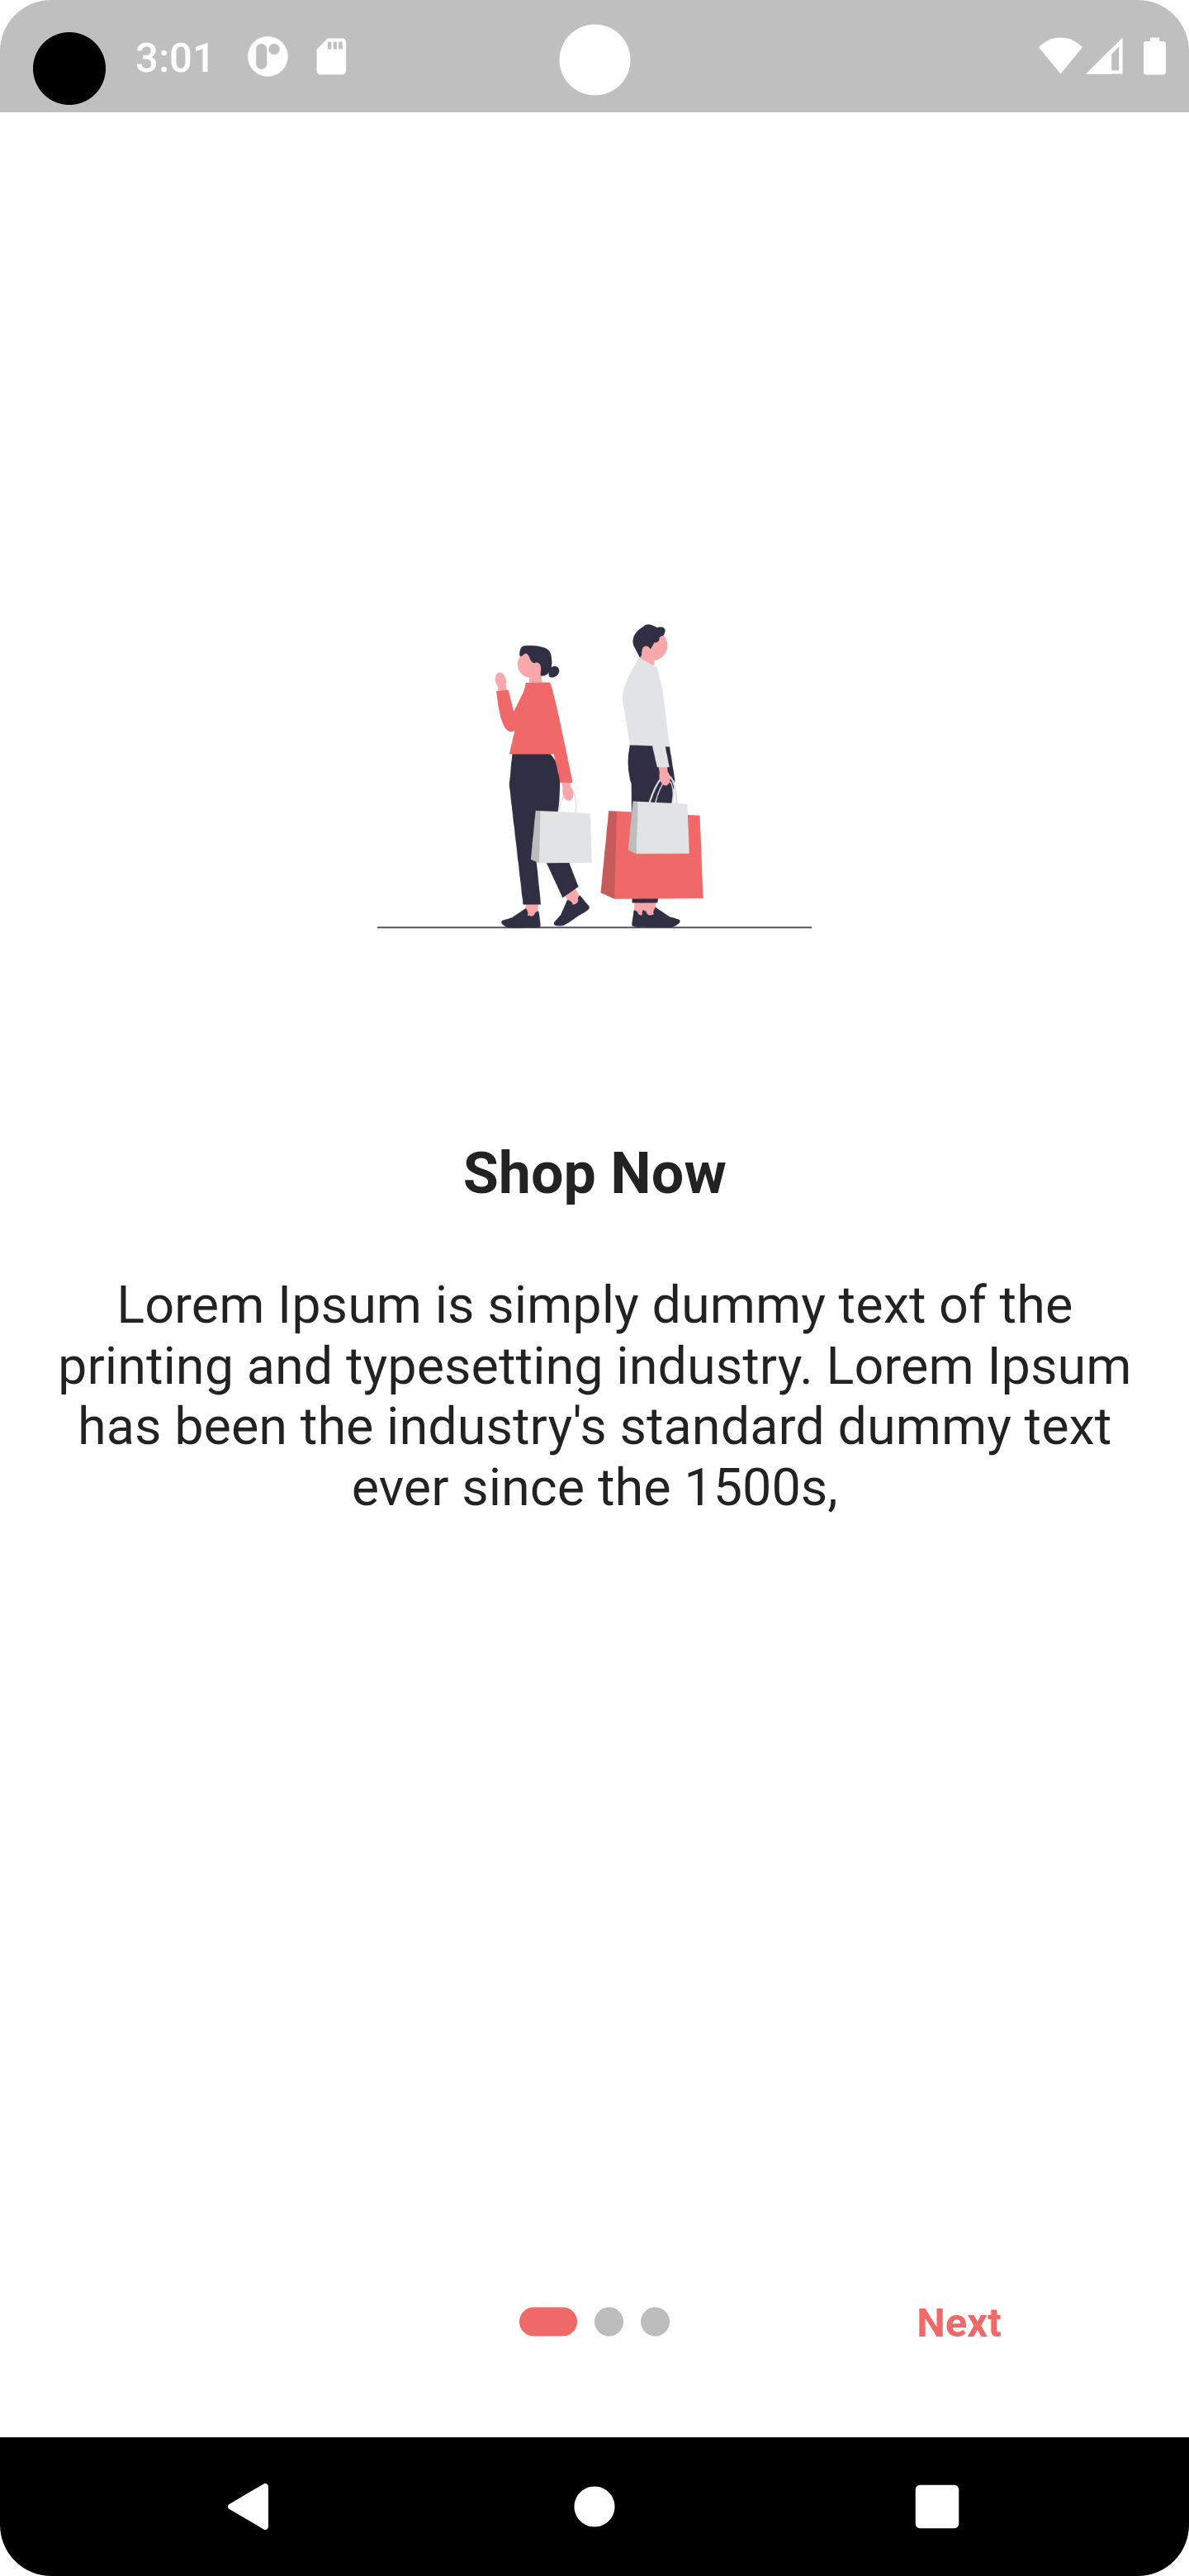 3:01
Shop Now
Lorem Ipsum is simply dummy text of the
printing and typesetting industry. Lorem Ipsum
has been the industry's standard dummy text
ever since the 1500s,
Next